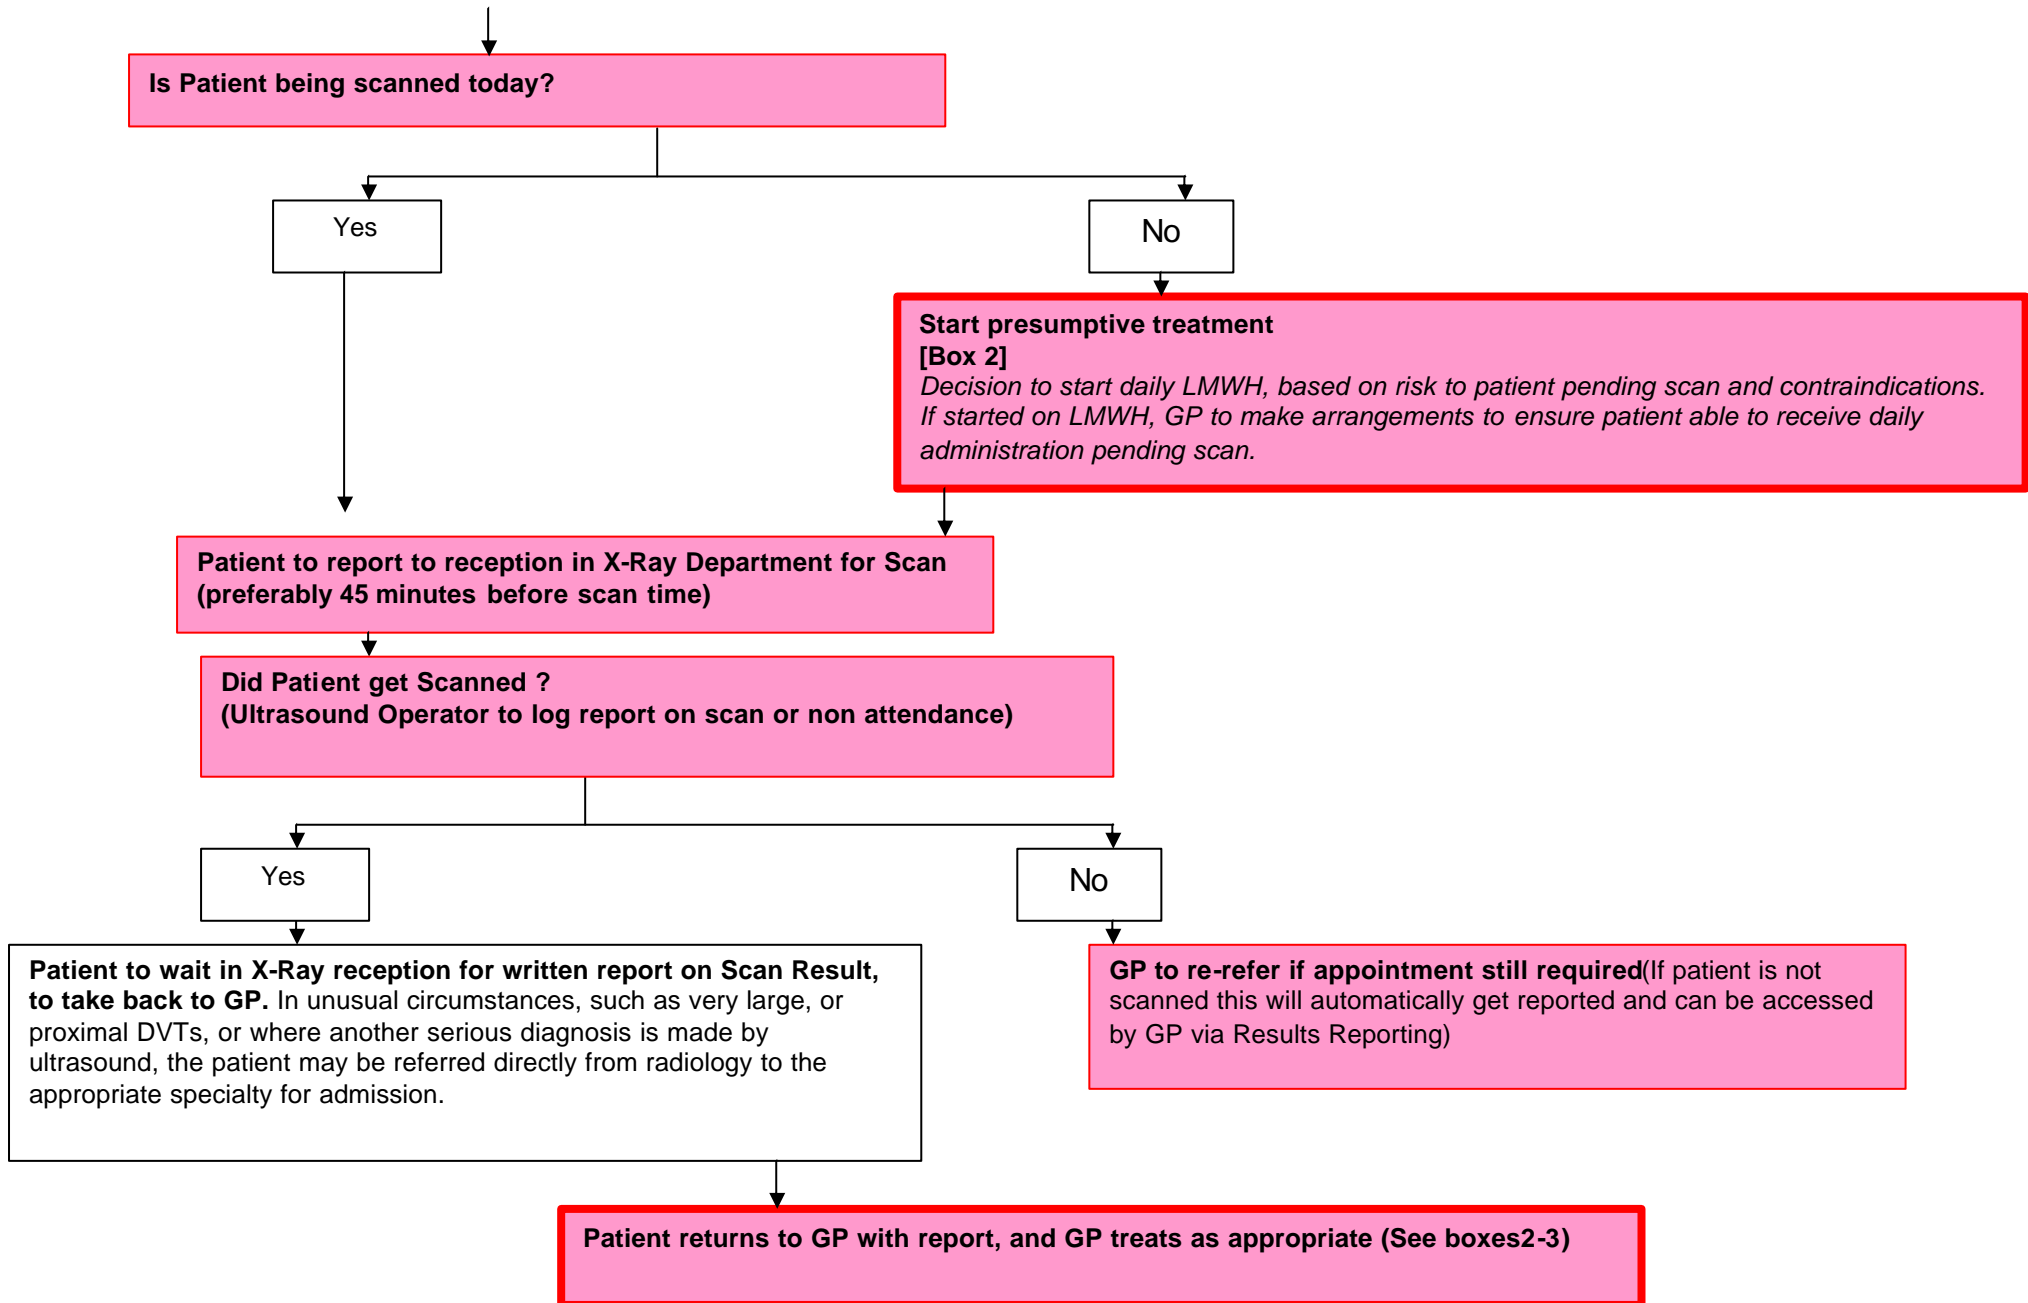 Is Patient being scanned today?
Yes
No
Start presumptive treatment
[Box 2]
Decision to start daily LMWH, based on risk to patient pending scan and contraindications.
If started on LMWH, GP to make arrangements to ensure patient able to receive daily
administration pending scan.
Patient to report to reception in X-Ray Department for Scan
(preferably 45 minutes before scan time)
Did Patient get Scanned ?
(Ultrasound Operator to log report on scan or non attendance)
Yes
No
Patient to wait in X-Ray reception for written report on Scan Result,
to take back to GP. In unusual circumstances, such as very large, or
proximal DVTs, or where another serious diagnosis is made by
ultrasound, the patient may be referred directly from radiology to the
appropriate specialty for admission.
GP to re-refer if appointment still required(If patient is not
scanned this will automatically get reported and can be accessed
by GP via Results Reporting)
Patient returns to GP with report, and GP treats as appropriate (See boxes2-3)